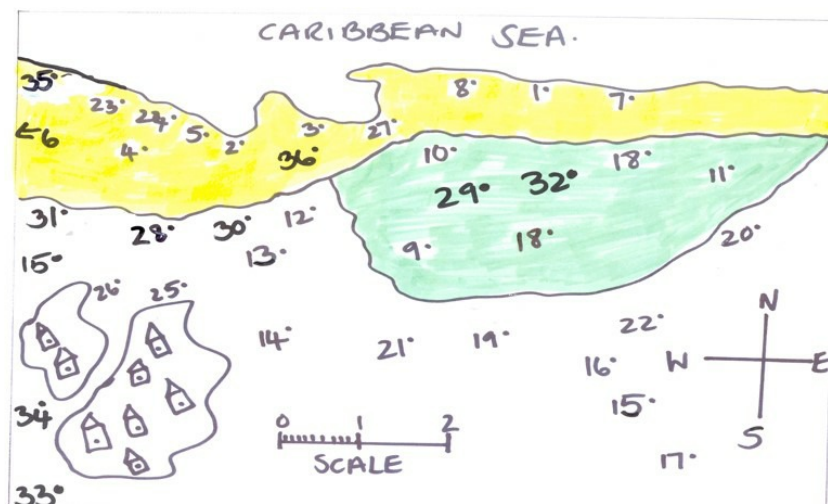 CARIBBEAN SEA.
35·
8· 1· 7·
23· 24· 5· 2· 3· 27·
←6 4· 36· 10· 18· 11·
29· 32·
31· 28· 30· 12·
9· 18· 20·
15· 13·
26· 25·
N
14· 21· 19· 22·
16· W E
34· 15·
0 1 2
S
SCALE
17·
33·